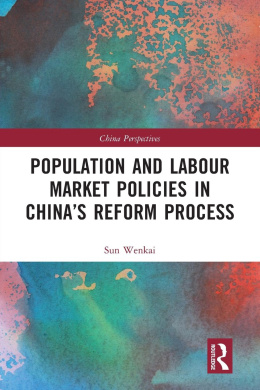 China Perspectives
POPULATION AND LABOUR
MARKET POLICIES IN
CHINA'S REFORM PROCESS
Sun Wenkai
ROUTLEDGE